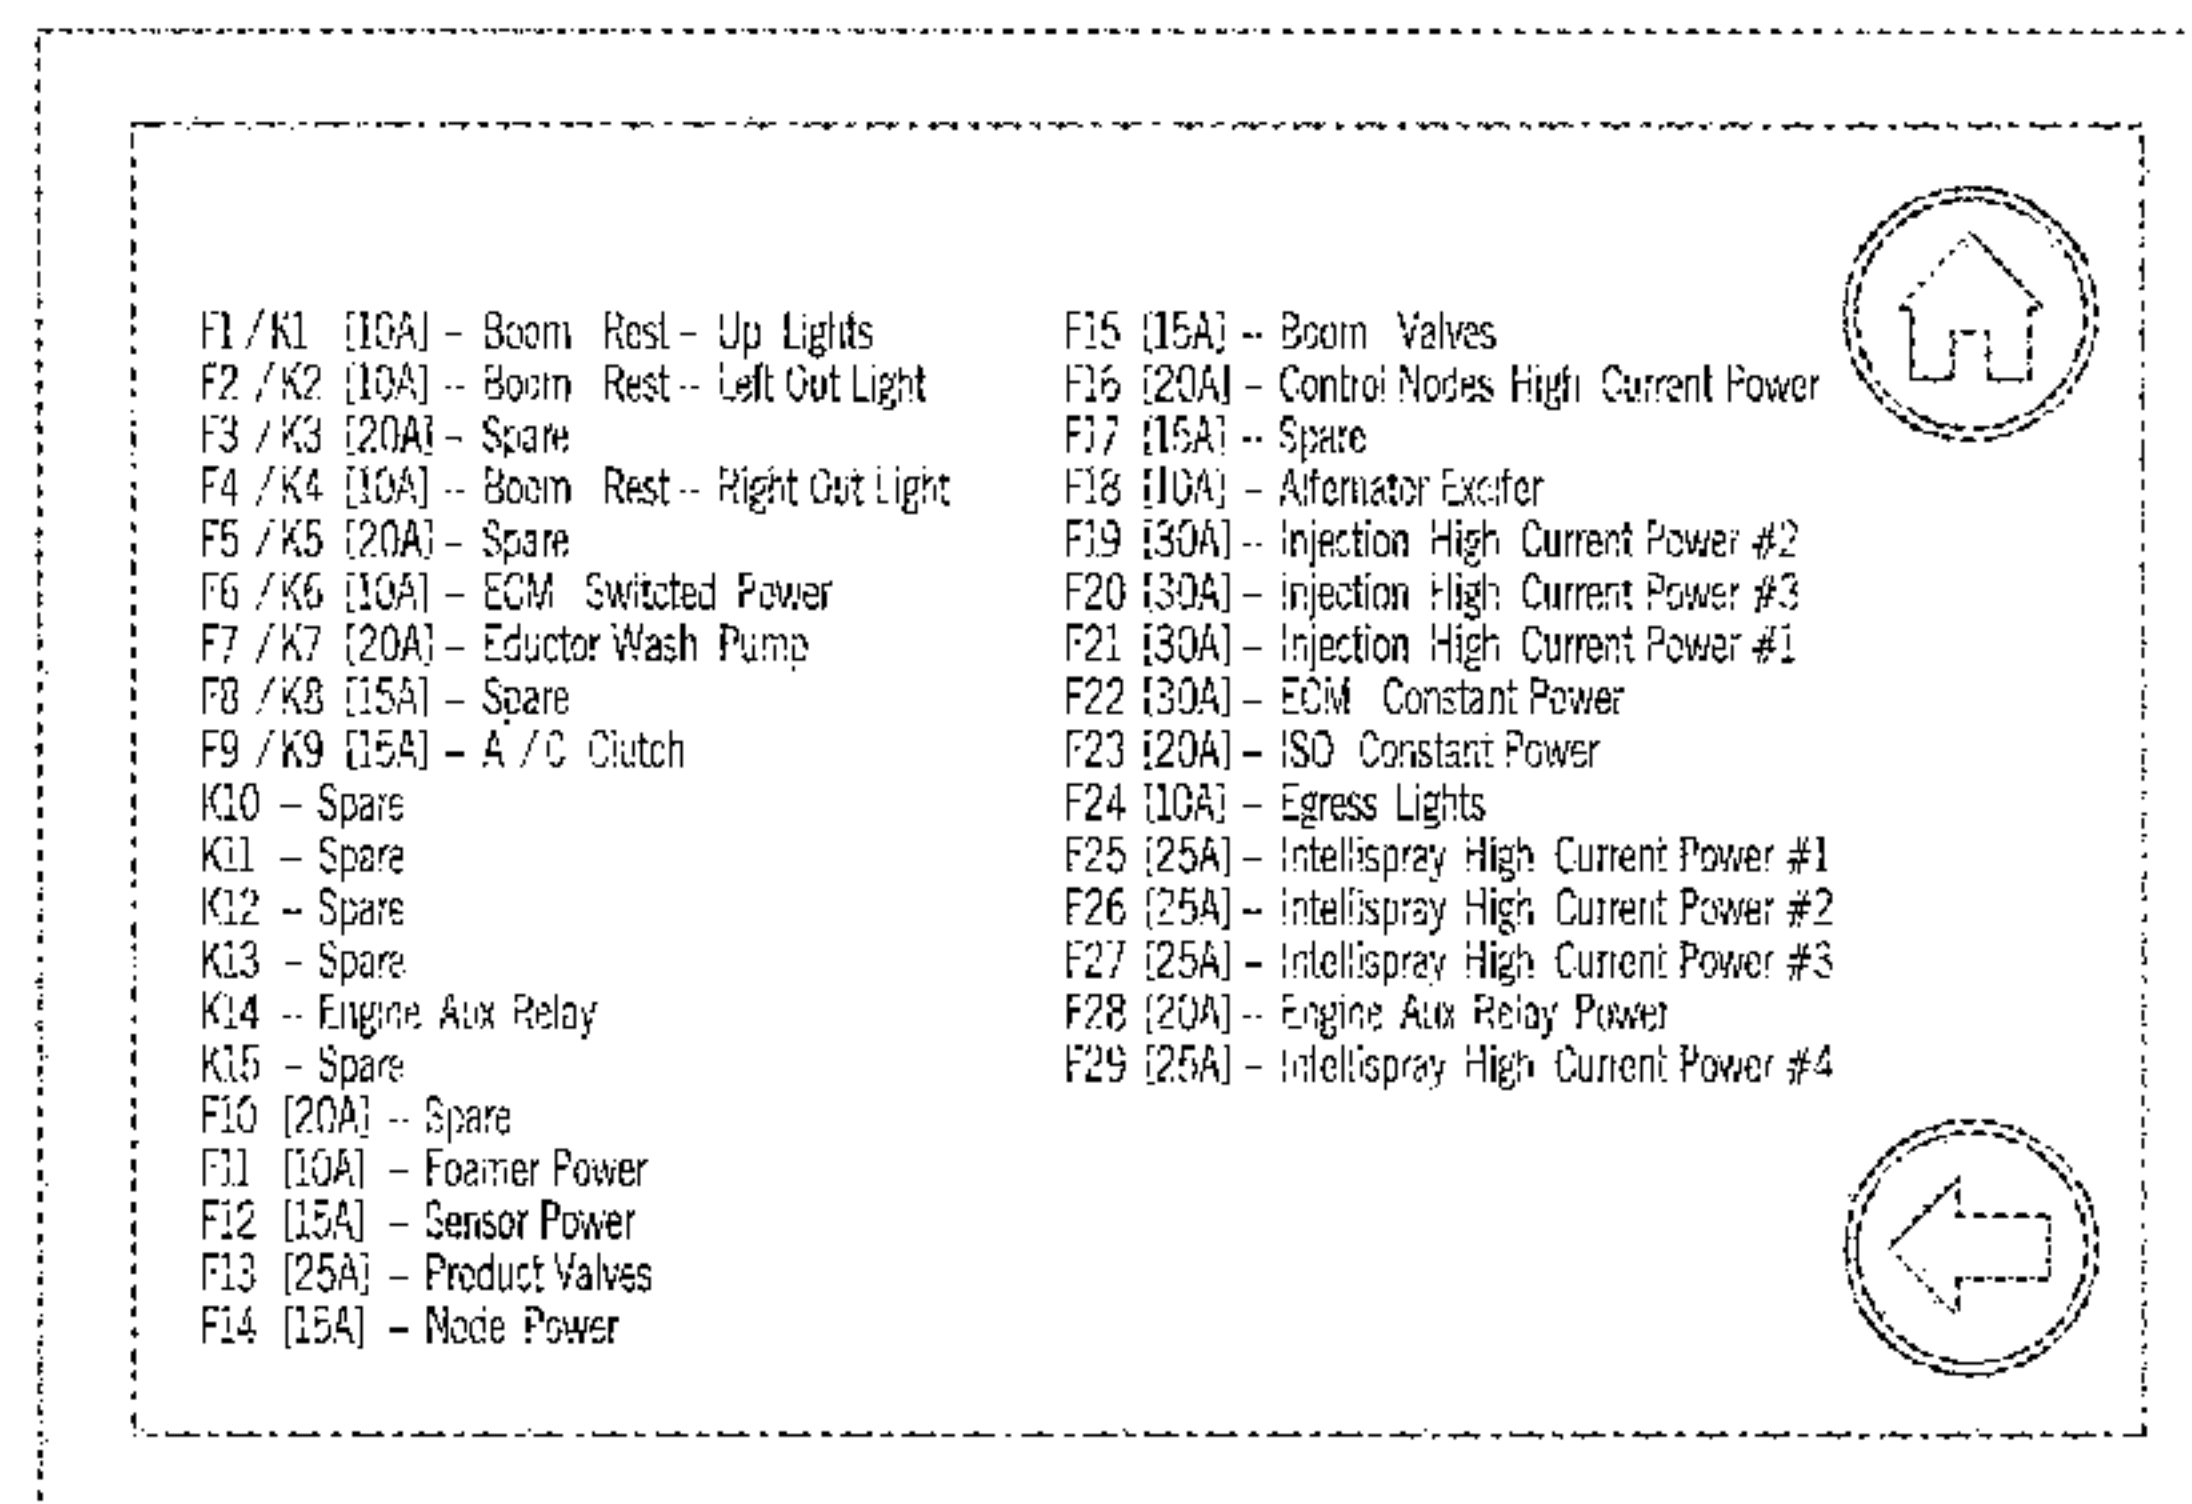 F1 / K1 [10A] – Boom Rest – Up Lights
F2 / K2 [10A] -- Boom Rest -- Left Out Light
F3 / K3 [20A] – Spare
F4 / K4 [10A] -- Boom Rest -- Right Out Light
F5 / K5 [20A] – Spare
F6 / K6 [10A] – ECM Switcted Power
F7 / K7 [20A] – Eductor Wash Pump
F8 / K8 [15A] – Spare
F9 / K9 [15A] – A / C Clutch
K10 – Spare
K11 – Spare
K12 – Spare
K13 – Spare
K14 -- Engine Aux Relay
K15 – Spare
F10 [20A] -- Spare
F11 [10A] – Foamer Power
F12 [15A] – Sensor Power
F13 [25A] – Product Valves
F14 [15A] – Node Power
F15 [15A] -- Boom Valves
F16 [20A] – Control Nodes High Current Power
F17 [15A] -- Spare
F18 [10A] – Alternator Exciter
F19 [30A] -- Injection High Current Power #2
F20 [30A] – Injection High Current Power #3
F21 [30A] – Injection High Current Power #1
F22 [30A] – ECM Constant Power
F23 [20A] – ISO Constant Power
F24 [10A] – Egress Lights
F25 [25A] – Intellispray High Current Power #1
F26 [25A] – Intellispray High Current Power #2
F27 [25A] – Intellispray High Current Power #3
F28 [20A] -- Engine Aux Relay Power
F29 [25A] – Intellispray High Current Power #4